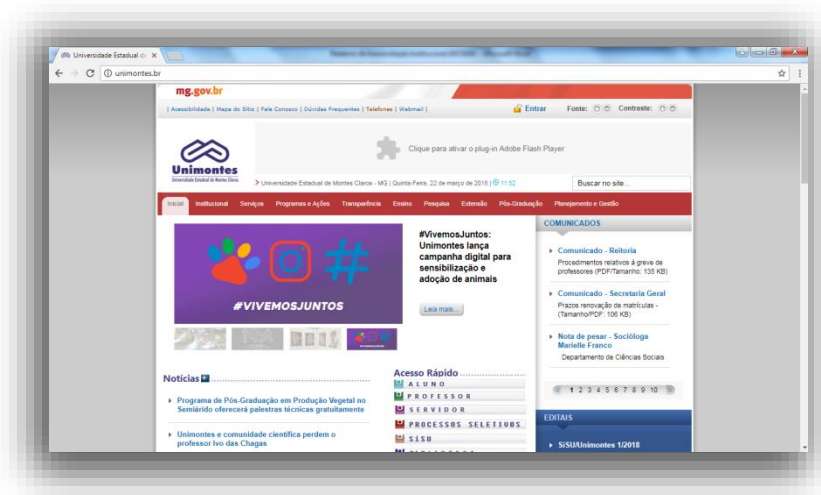 Universidade Estadual de
unimontes.br
mg.gov.br
| Acessibilidade | Mapa do Sítio | Fale Conosco | Dúvidas Frequentes | Telefones | Webmail |
Entrar
Fonte:
Contraste:
Unimontes
Universidade Estadual de Montes Claros
Clique para ativar o plug-in Adobe Flash Player
Universidade Estadual de Montes Claros - MG | Quinta-Feira, 22 de março de 2018 | 11:52
Buscar no site...
Inicial Institucional Serviços Programas e Ações Transparência Ensino Pesquisa Extensão Pós-Graduação Planejamento e Gestão
#VIVEMOSJUNTOS
#VivemosJuntos:
Unimontes lança
campanha digital para
sensibilização e
adoção de animais
Leia mais...
COMUNICADOS
Comunicado - Reitoria
Procedimentos relativos à greve de
professores (PDF/Tamanho: 135 KB)
Comunicado - Secretaria Geral
Prazos renovação de matrículas -
(Tamanho/PDF: 106 KB)
Nota de pesar - Socióloga
Marielle Franco
Departamento de Ciências Sociais
1 2 3 4 5 6 7 8 9 10
Notícias
Programa de Pós-Graduação em Produção Vegetal no
Semiárido oferecerá palestras técnicas gratuitamente
Unimontes e comunidade científica perdem o
professor Ivo das Chagas
Acesso Rápido
ALUNO
PROFESSOR
SERVIDOR
PROCESSOS SELETIVOS
SiSU
EDITAIS
SiSU/Unimontes 1/2018